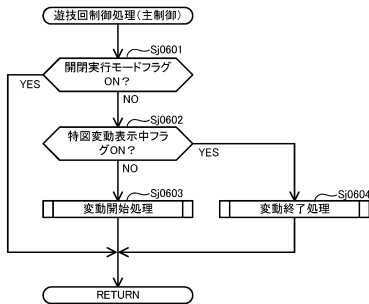 遊技回制御処理(主制御)
Sj0601
開閉実行モードフラグ
ON?
YES
NO
Sj0602
特図変動表示中フラ
グON?
YES
NO
Sj0603
変動開始処理
Sj0604
変動終了処理
RETURN